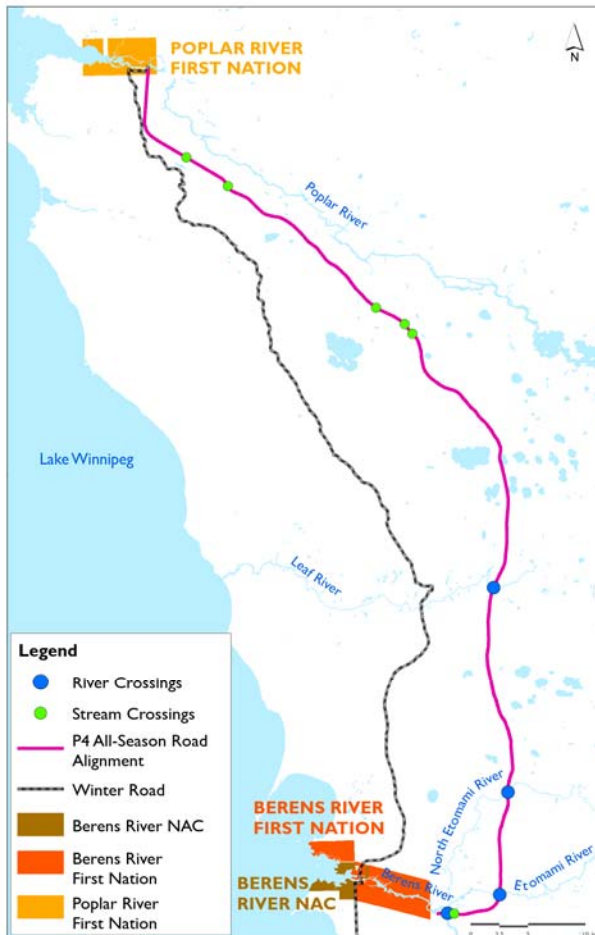 POPLAR RIVER
FIRST NATION
N
Poplar River
Lake Winnipeg
Leaf River
Legend
River Crossings
Stream Crossings
P4 All-Season Road
Alignment
Winter Road
Berens River NAC
Berens River
First Nation
Poplar River
First Nation
BERENS RIVER
FIRST NATION
North Etomami River
Etomami River
Berens River
BERENS
RIVER NAC
0